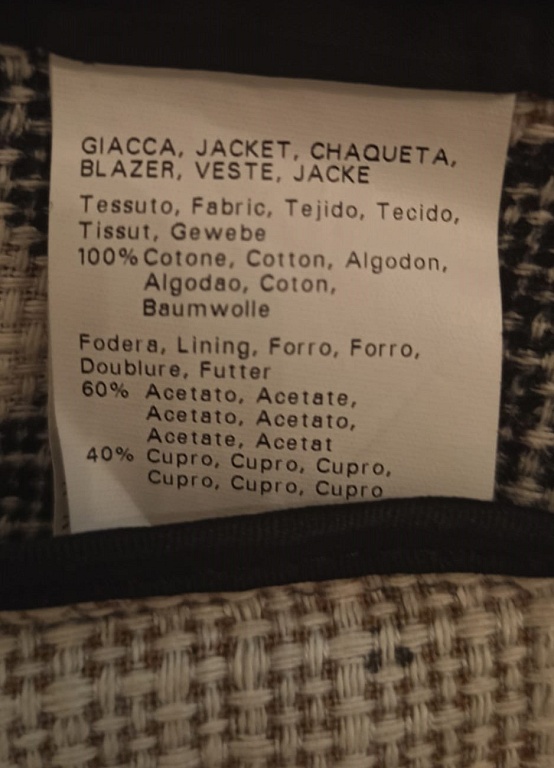 GIACCA, JACKET, CHAQUETA,
BLAZER, VESTE, JACKE
Tessuto, Fabric, Tejido, Tecido,
Tissut, Gewebe
100% Cotone, Cotton, Algodon,
Algodao, Coton,
Baumwolle
Fodera, Lining, Forro, Forro,
Doublure, Futter
60% Acetato, Acetate,
Acetato, Acetato,
Acetate, Acetat
40% Cupro, Cupro, Cupro,
Cupro, Cupro, Cupro